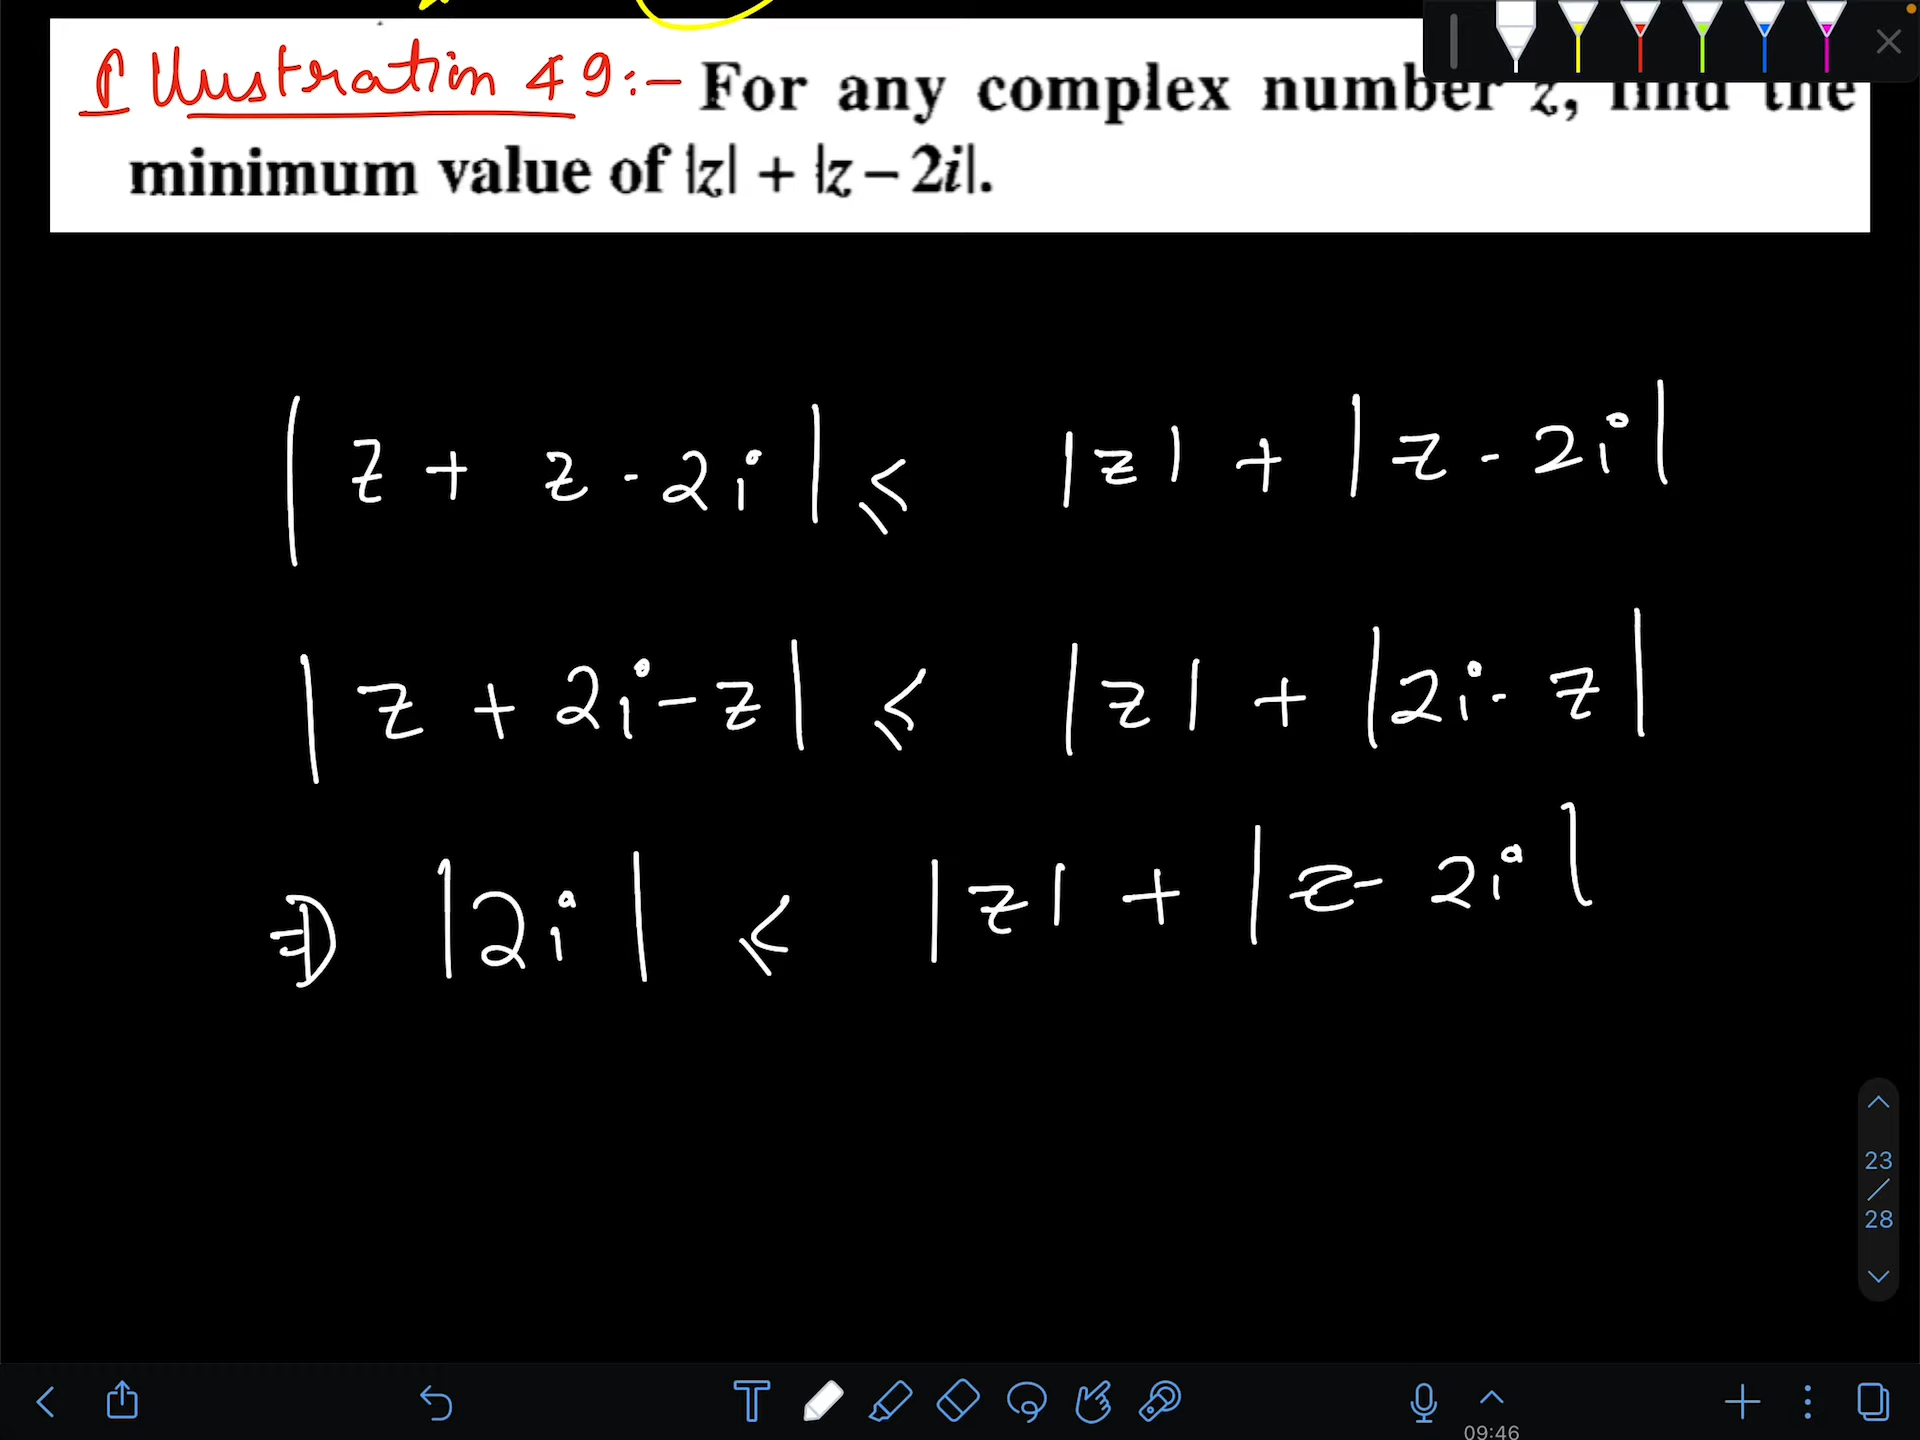 Illustration 49:- For any complex number z, find the
minimum value of |z| + |z – 2i|.
| z + z - 2i | ≤ |z| + | z - 2i |
| z + 2i - z | ≤ |z| + | 2i - z |
⇒ | 2i | ≤ |z| + | z - 2i |
23
/
28
T
09:46